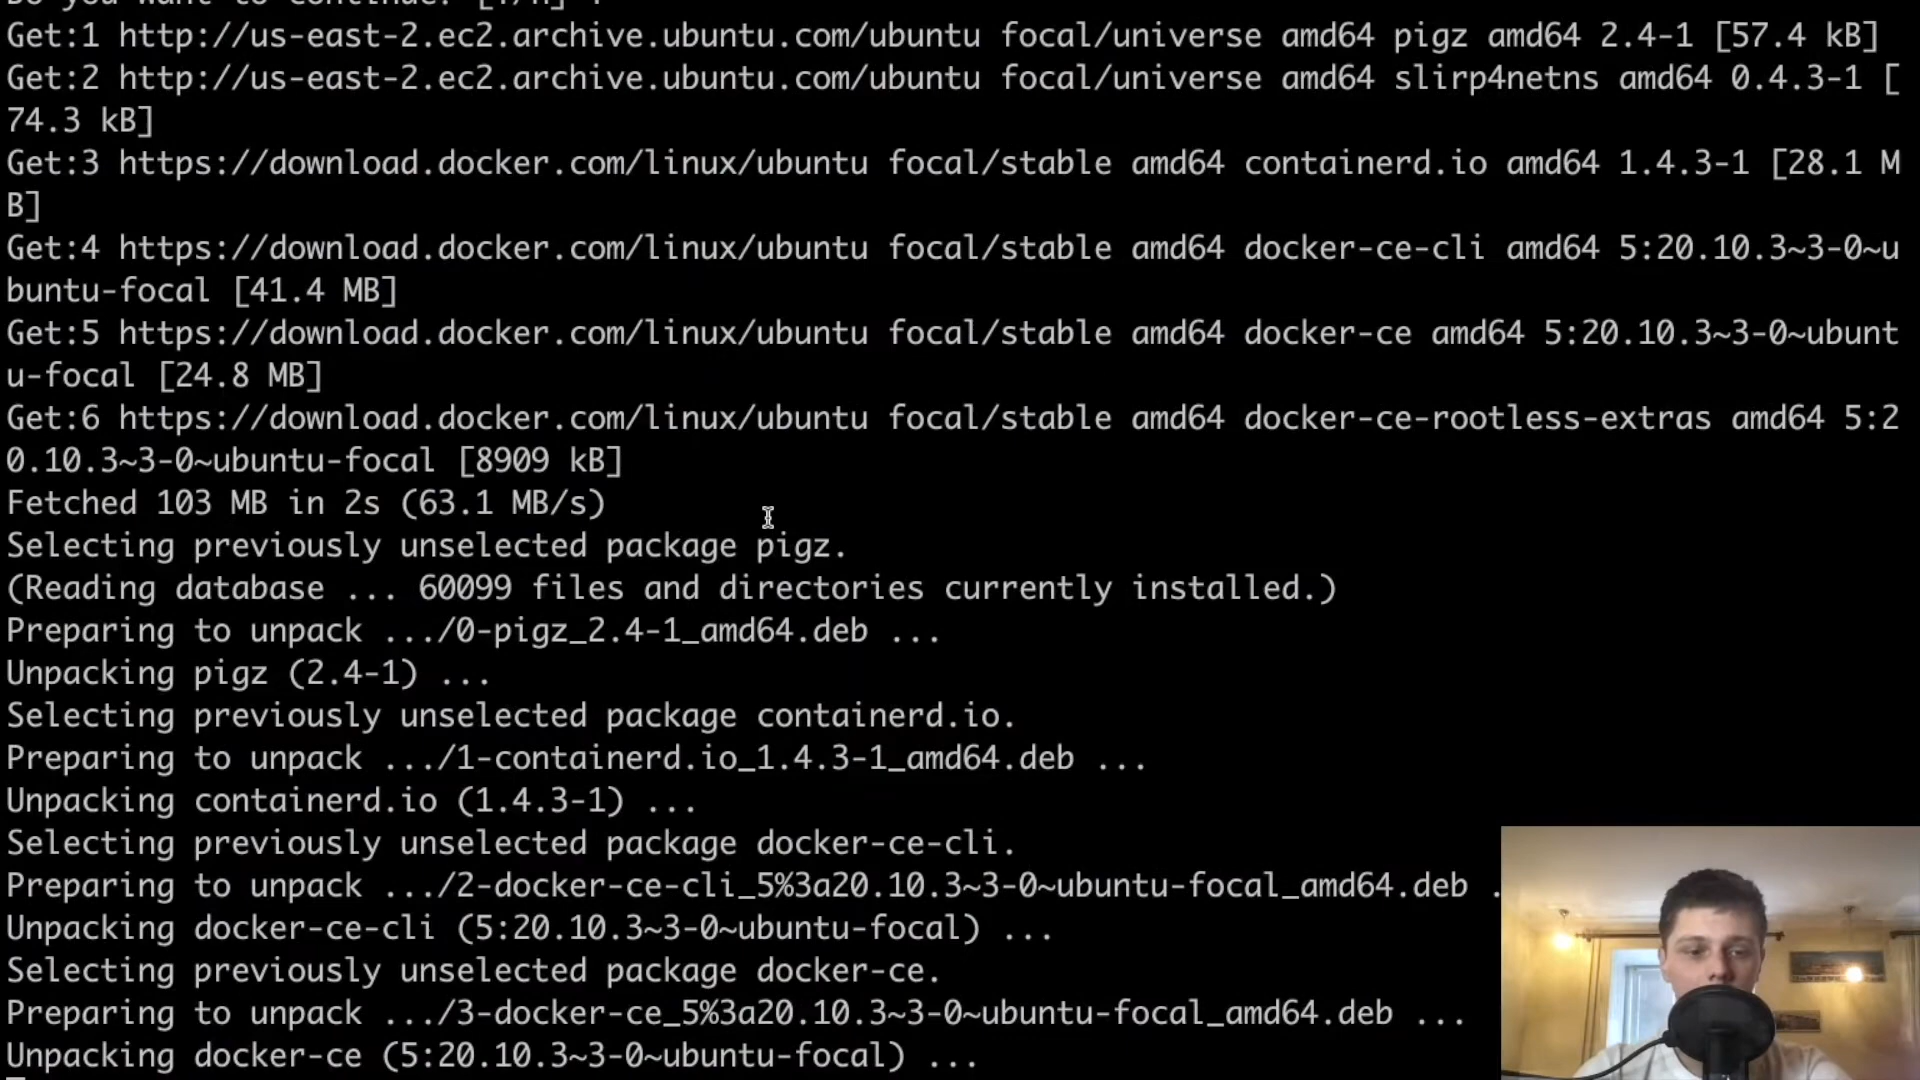 Do you want to continue? [Y/n] Y
Get:1 http://us-east-2.ec2.archive.ubuntu.com/ubuntu focal/universe amd64 pigz amd64 2.4-1 [57.4 kB]
Get:2 http://us-east-2.ec2.archive.ubuntu.com/ubuntu focal/universe amd64 slirp4netns amd64 0.4.3-1 [
74.3 kB]
Get:3 https://download.docker.com/linux/ubuntu focal/stable amd64 containerd.io amd64 1.4.3-1 [28.1 M
B]
Get:4 https://download.docker.com/linux/ubuntu focal/stable amd64 docker-ce-cli amd64 5:20.10.3~3-0~u
buntu-focal [41.4 MB]
Get:5 https://download.docker.com/linux/ubuntu focal/stable amd64 docker-ce amd64 5:20.10.3~3-0~ubunt
u-focal [24.8 MB]
Get:6 https://download.docker.com/linux/ubuntu focal/stable amd64 docker-ce-rootless-extras amd64 5:2
0.10.3~3-0~ubuntu-focal [8909 kB]
Fetched 103 MB in 2s (63.1 MB/s)
Selecting previously unselected package pigz.
(Reading database ... 60099 files and directories currently installed.)
Preparing to unpack .../0-pigz_2.4-1_amd64.deb ...
Unpacking pigz (2.4-1) ...
Selecting previously unselected package containerd.io.
Preparing to unpack .../1-containerd.io_1.4.3-1_amd64.deb ...
Unpacking containerd.io (1.4.3-1) ...
Selecting previously unselected package docker-ce-cli.
Preparing to unpack .../2-docker-ce-cli_5%3a20.10.3~3-0~ubuntu-focal_amd64.deb .
Unpacking docker-ce-cli (5:20.10.3~3-0~ubuntu-focal) ...
Selecting previously unselected package docker-ce.
Preparing to unpack .../3-docker-ce_5%3a20.10.3~3-0~ubuntu-focal_amd64.deb ...
Unpacking docker-ce (5:20.10.3~3-0~ubuntu-focal) ...